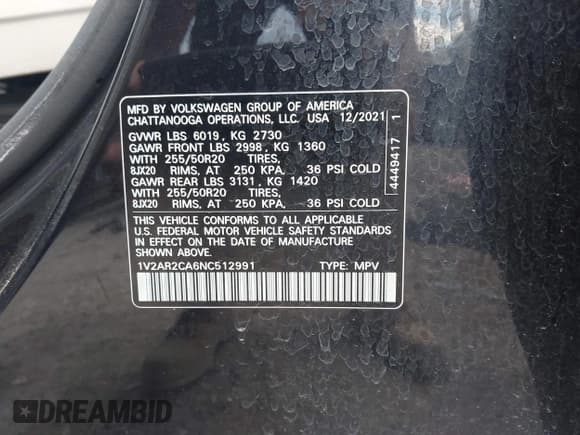 MFD BY VOLKSWAGEN GROUP OF AMERICA
CHATTANOOGA OPERATIONS, LLC. USA 12/2021
GVWR LBS 6019, KG 2730
GAWR FRONT LBS 2998, KG 1360
WITH 255/50R20 TIRES,
8JX20 RIMS, AT 250 KPA, 36 PSI COLD
GAWR REAR LBS 3131, KG 1420
WITH 255/50R20 TIRES,
8JX20 RIMS, AT 250 KPA, 36 PSI COLD
THIS VEHICLE CONFORMS TO ALL APPLICABLE
U.S. FEDERAL MOTOR VEHICLE SAFETY STANDARDS
IN EFFECT ON THE DATE OF MANUFACTURE
SHOWN ABOVE.
1V2AR2CA6NC512991 TYPE: MPV
4449417 1
DREAMBID